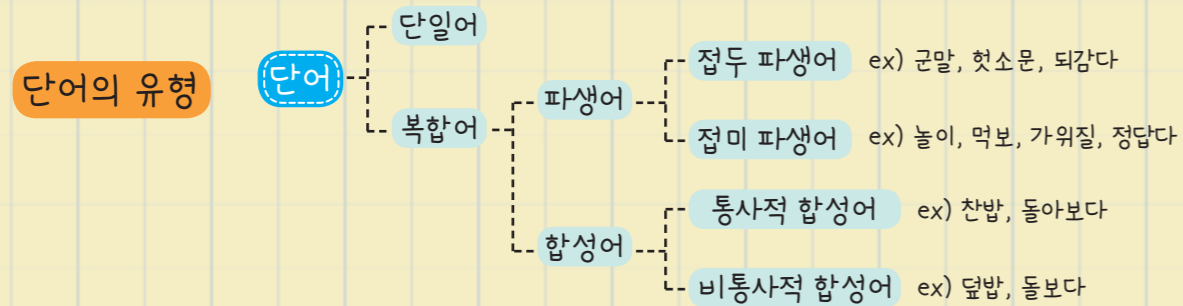 단어의 유형
단어
단일어
복합어
파생어
접두 파생어 ex) 군말, 헛소문, 되감다
접미 파생어 ex) 놀이, 먹보, 가위질, 정답다
합성어
통사적 합성어 ex) 찬밥, 돌아보다
비통사적 합성어 ex) 덮밥, 돌보다